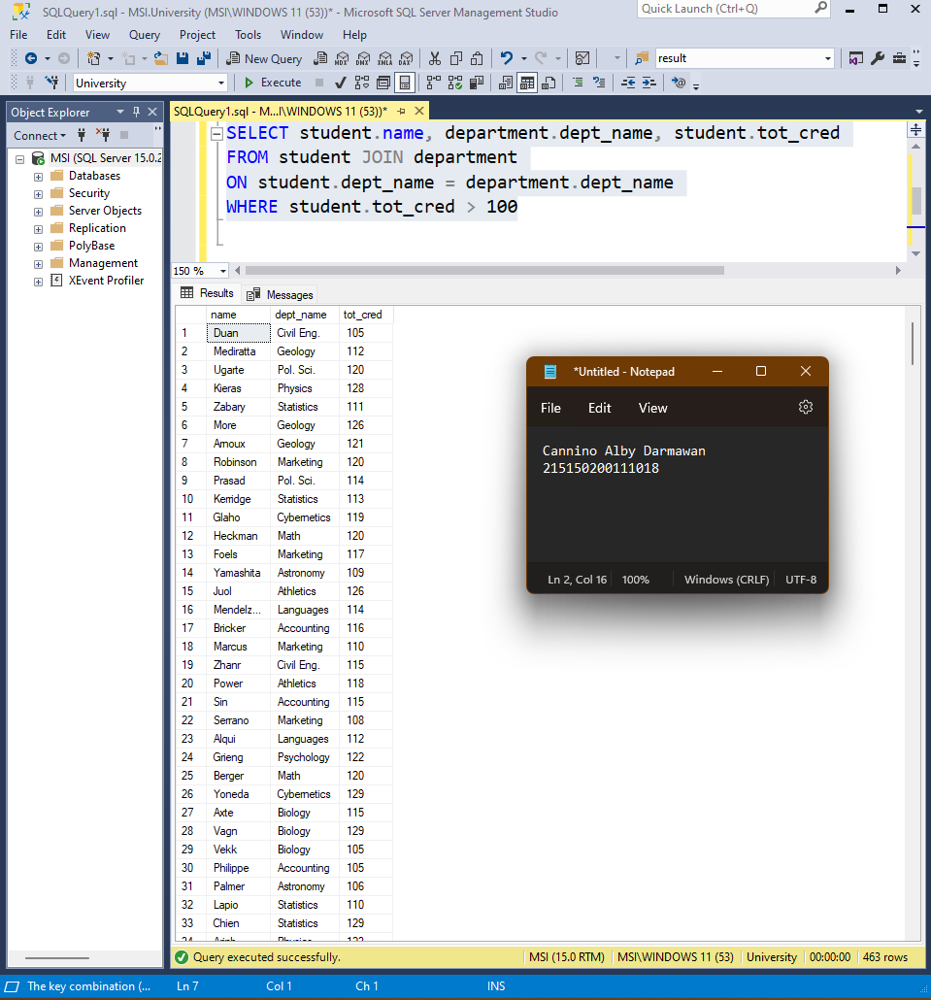 SQLQuery1.sql - MSI.University (MSI\WINDOWS 11 (53))* - Microsoft SQL Server Management Studio
Quick Launch (Ctrl+Q)
File Edit View Query Project Tools Window Help
New Query
MDX DMX XMLA DAX
result
University
Execute
Object Explorer
SQLQuery1.sql - M...I\WINDOWS 11 (53))*
Connect
MSI (SQL Server 15.0.2
Databases
Security
Server Objects
Replication
PolyBase
Management
XEvent Profiler
SELECT student.name, department.dept_name, student.tot_cred
FROM student JOIN department
ON student.dept_name = department.dept_name
WHERE student.tot_cred > 100
150 %
Results Messages
name dept_name tot_cred
1 Duan Civil Eng. 105
2 Mediratta Geology 112
3 Ugarte Pol. Sci. 120
4 Kieras Physics 128
5 Zabary Statistics 111
6 More Geology 126
7 Arnoux Geology 121
8 Robinson Marketing 120
9 Prasad Pol. Sci. 114
10 Kerridge Statistics 113
11 Glaho Cybernetics 119
12 Heckman Math 120
13 Foels Marketing 117
14 Yamashita Astronomy 109
15 Juol Athletics 126
16 Mendelz... Languages 114
17 Bricker Accounting 116
18 Marcus Marketing 110
19 Zhanr Civil Eng. 115
20 Power Athletics 118
21 Sin Accounting 115
22 Serrano Marketing 108
23 Alqui Languages 112
24 Grieng Psychology 122
25 Berger Math 120
26 Yoneda Cybernetics 129
27 Axte Biology 115
28 Vagn Biology 129
29 Vekk Biology 105
30 Philippe Accounting 105
31 Palmer Astronomy 106
32 Lapio Statistics 110
33 Chien Statistics 129
*Untitled - Notepad
File Edit View
Cannino Alby Darmawan
215150200111018
Ln 2, Col 16 100% Windows (CRLF) UTF-8
Query executed successfully.
MSI (15.0 RTM) MSI\WINDOWS 11 (53) University 00:00:00 463 rows
The key combination (... Ln 7 Col 1 Ch 1 INS